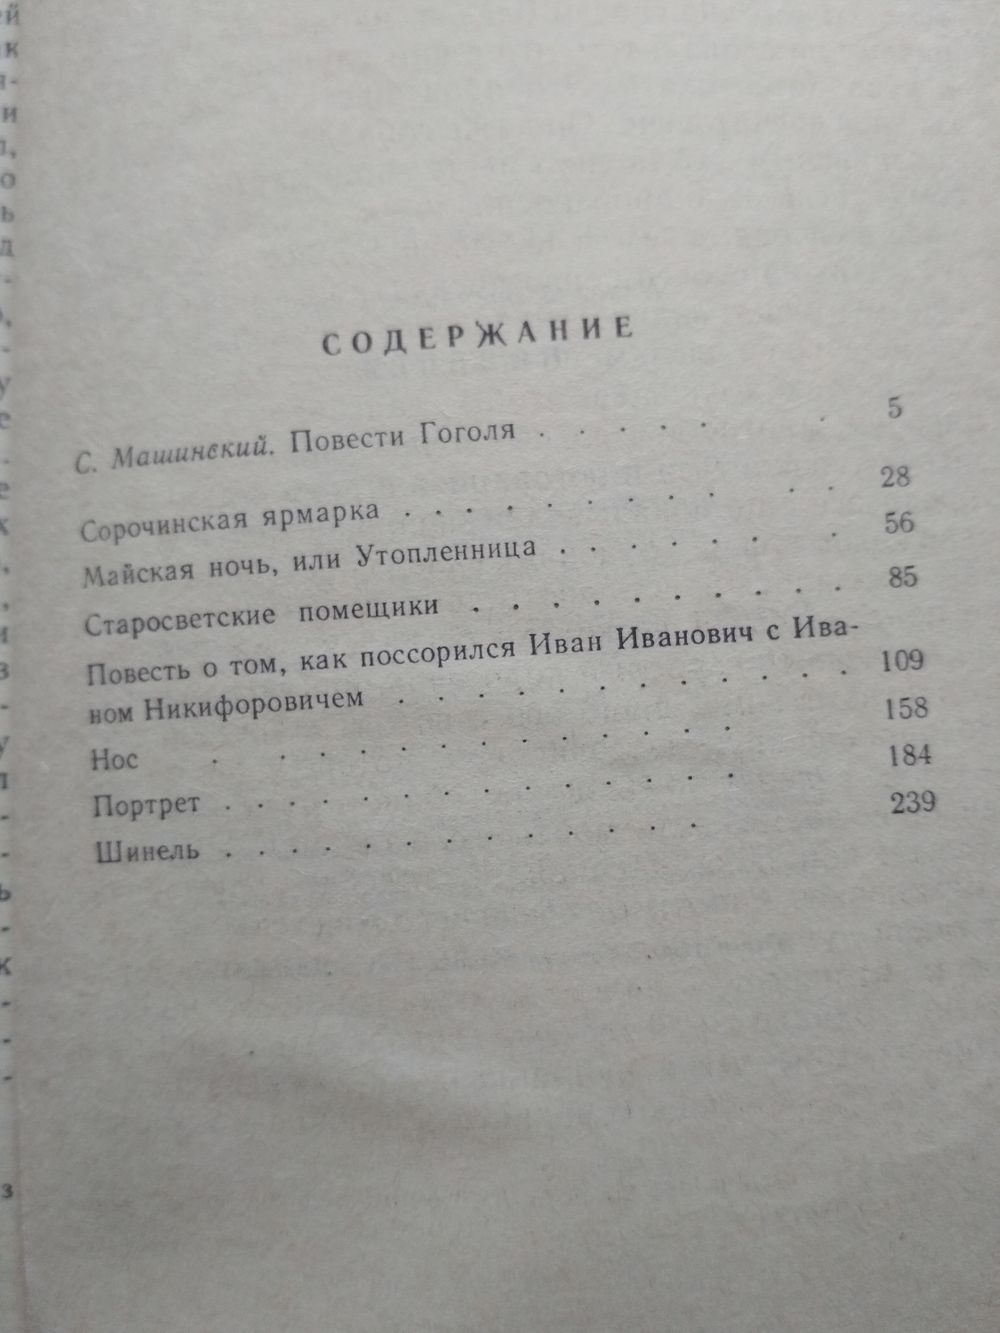 СОДЕРЖАНИЕ
С. Машинский. Повести Гоголя . . . . . . 5
Сорочинская ярмарка . . . . . . . . . . 28
Майская ночь, или Утопленница . . . . . . . 56
Старосветские помещики . . . . . . . . . . 85
Повесть о том, как поссорился Иван Иванович с Ива-
ном Никифоровичем . . . . . . . . . . . 109
Нос . . . . . . . . . . . . 158
Портрет . . . . . . . . . . . . . 184
Шинель . . . . . . . . . . . . 239